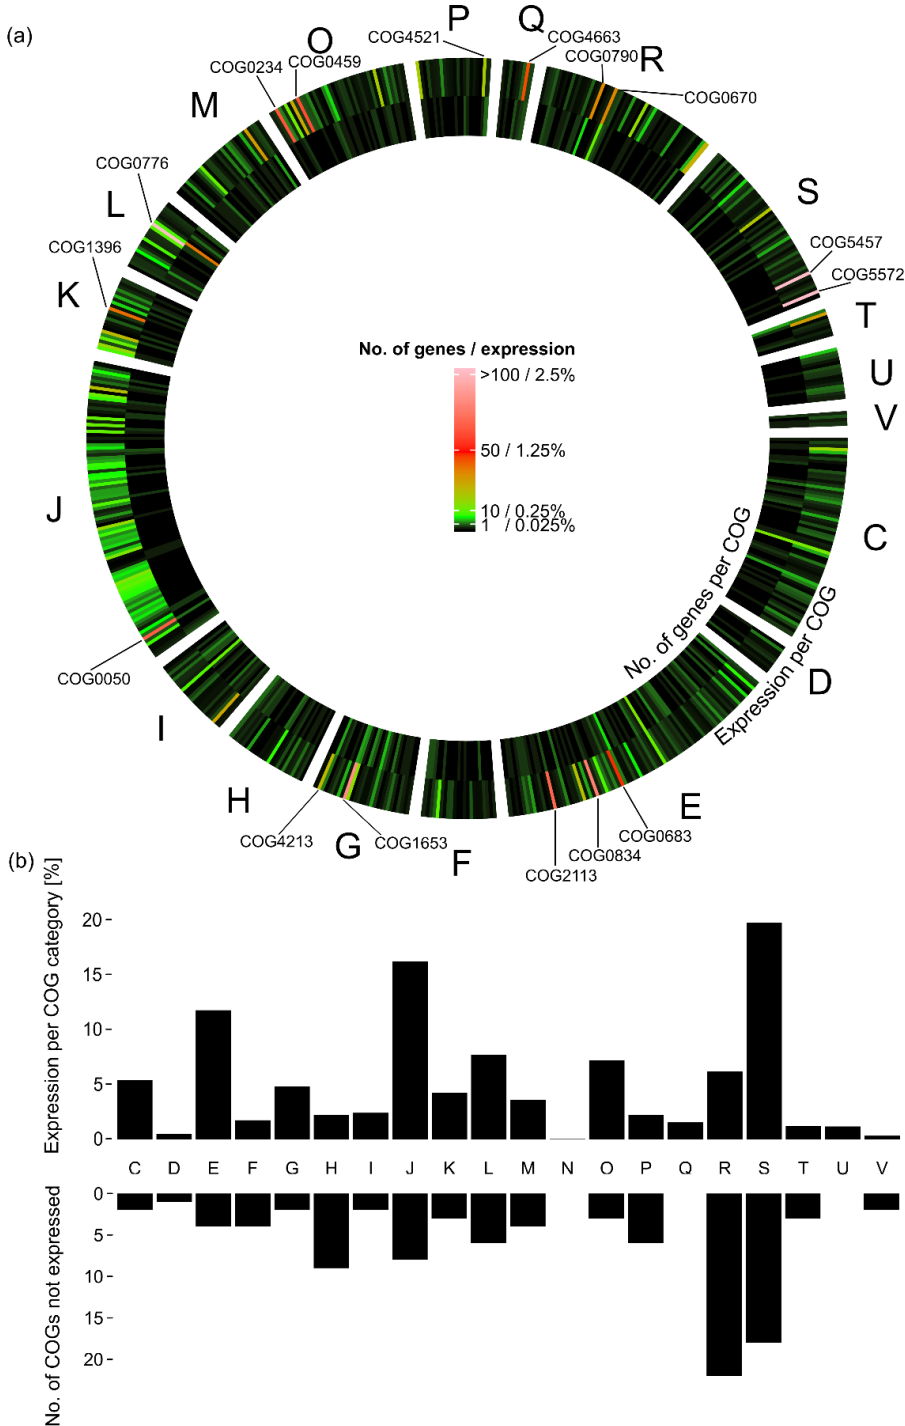 (a)
P
Q
COG4521
COG4663
O
COG0790
R
COG0234
COG0459
COG0670
M
COG0776
L
S
COG5457
COG1396
COG5572
K
T
No. of genes / expression
>100 / 2.5%
U
V
50 / 1.25%
10 / 0.25%
1 / 0.025%
J
C
No. of genes per COG
Expression per COG
COG0050
D
I
H
E
COG4213
G
COG1653
F
COG0683
COG0834
COG2113
(b)
Expression per COG category [%]
20
15
10
5
0
C D E F G H I J K L M N O P Q R S T U V
No. of COGs not expressed
0
5
10
15
20